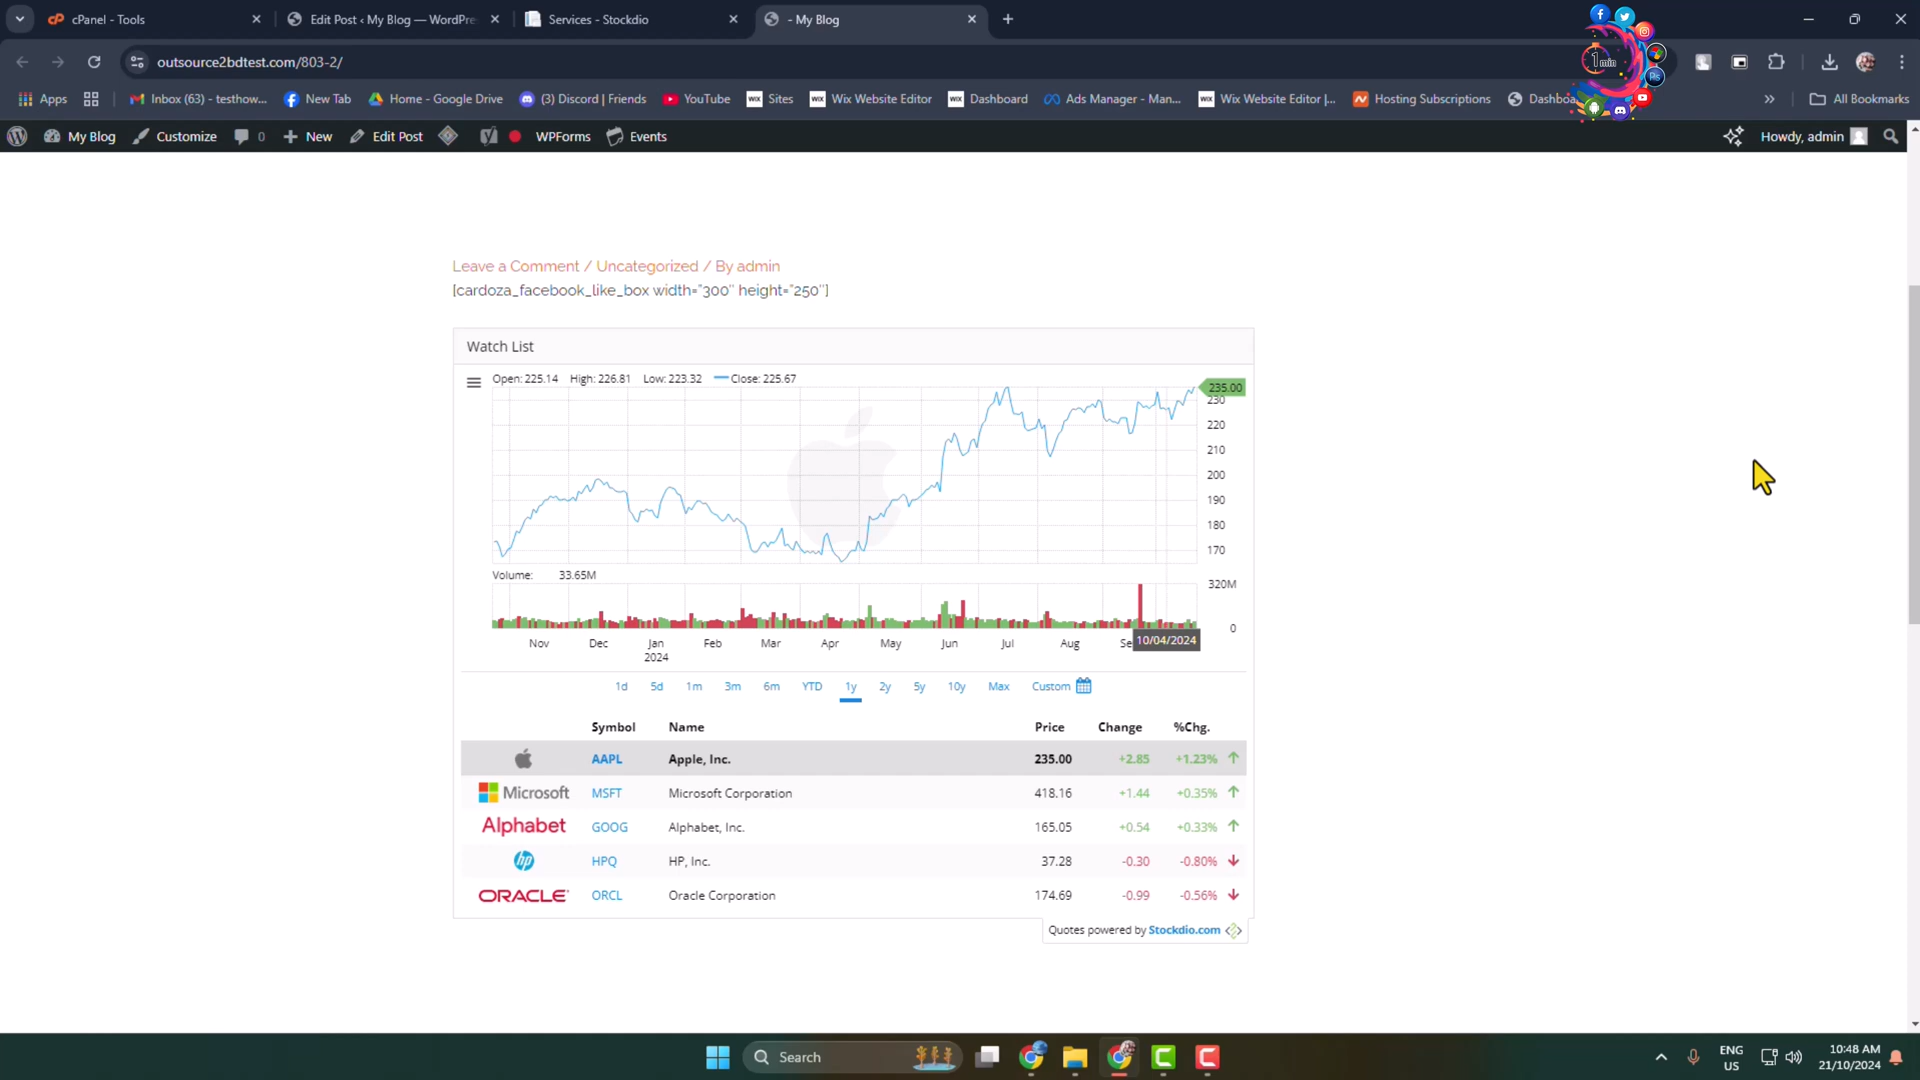 cPanel - Tools
Edit Post ‹ My Blog — WordPre
Services - Stockdio
- My Blog
outsource2bdtest.com/803-2/
1 min
Apps
Inbox (63) - testhow...
New Tab
Home - Google Drive
(3) Discord | Friends
YouTube
WIX Sites
WIX Wix Website Editor
WIX Dashboard
Ads Manager - Man...
WIX Wix Website Editor |...
Hosting Subscriptions
Dashboa
All Bookmarks
My Blog
Customize
0
New
Edit Post
WPForms
Events
Howdy, admin
Leave a Comment / Uncategorized / By admin
[cardoza_facebook_like_box width="300" height="250"]
Watch List
Open: 225.14 High: 226.81 Low: 223.32 Close: 225.67
235.00
230
220
210
200
190
180
170
Volume: 33.65M
320M
0
Nov Dec Jan Feb Mar Apr May Jun Jul Aug Se 10/04/2024
2024
1d 5d 1m 3m 6m YTD 1y 2y 5y 10y Max Custom
Symbol Name Price Change %Chg.
AAPL Apple, Inc. 235.00 +2.85 +1.23%
Microsoft MSFT Microsoft Corporation 418.16 +1.44 +0.35%
Alphabet GOOG Alphabet, Inc. 165.05 +0.54 +0.33%
hp HPQ HP, Inc. 37.28 -0.30 -0.80%
ORACLE ORCL Oracle Corporation 174.69 -0.99 -0.56%
Quotes powered by Stockdio.com
Search
ENG
US
10:48 AM
21/10/2024